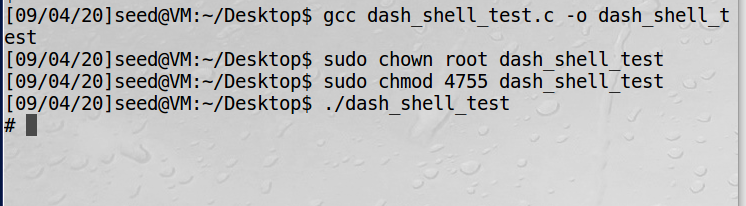 [09/04/20]seed@VM:~/Desktop$ gcc dash_shell_test.c -o dash_shell_t
est
[09/04/20]seed@VM:~/Desktop$ sudo chown root dash_shell_test
[09/04/20]seed@VM:~/Desktop$ sudo chmod 4755 dash_shell_test
[09/04/20]seed@VM:~/Desktop$ ./dash_shell_test
#